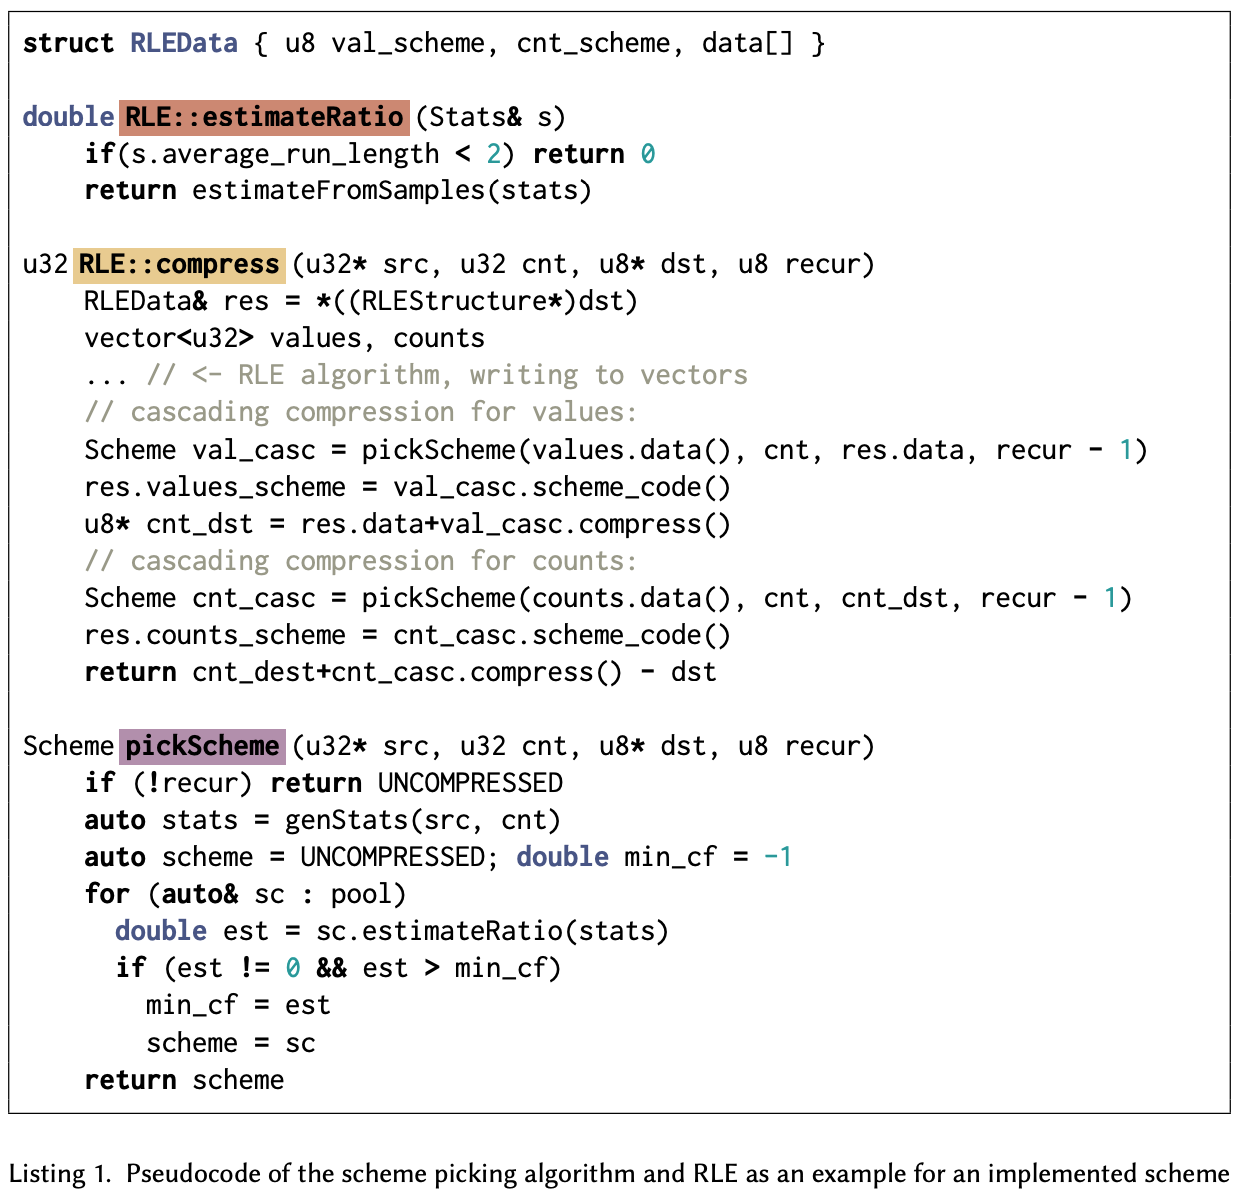 struct RLEData { u8 val_scheme, cnt_scheme, data[] }
double RLE::estimateRatio (Stats& s)
if(s.average_run_length < 2) return 0
return estimateFromSamples(stats)
u32 RLE::compress (u32* src, u32 cnt, u8* dst, u8 recur)
RLEData& res = *((RLEStructure*)dst)
vector<u32> values, counts
... // <- RLE algorithm, writing to vectors
// cascading compression for values:
Scheme val_casc = pickScheme(values.data(), cnt, res.data, recur - 1)
res.values_scheme = val_casc.scheme_code()
u8* cnt_dst = res.data+val_casc.compress()
// cascading compression for counts:
Scheme cnt_casc = pickScheme(counts.data(), cnt, cnt_dst, recur - 1)
res.counts_scheme = cnt_casc.scheme_code()
return cnt_dest+cnt_casc.compress() - dst
Scheme pickScheme (u32* src, u32 cnt, u8* dst, u8 recur)
if (!recur) return UNCOMPRESSED
auto stats = genStats(src, cnt)
auto scheme = UNCOMPRESSED; double min_cf = -1
for (auto& sc : pool)
double est = sc.estimateRatio(stats)
if (est != 0 && est > min_cf)
min_cf = est
scheme = sc
return scheme
Listing 1. Pseudocode of the scheme picking algorithm and RLE as an example for an implemented scheme